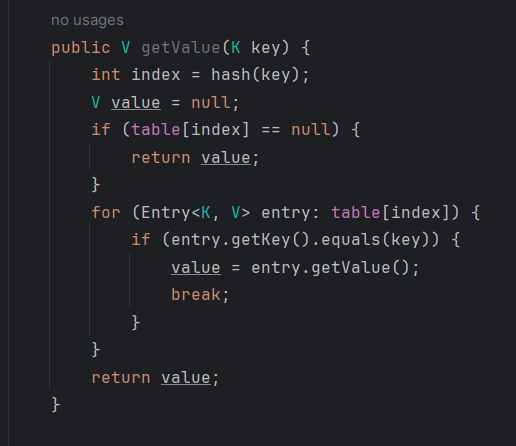 no usages
public V getValue(K key) {
    int index = hash(key);
    V value = null;
    if (table[index] == null) {
        return value;
    }
    for (Entry<K, V> entry: table[index]) {
        if (entry.getKey().equals(key)) {
            value = entry.getValue();
            break;
        }
    }
    return value;
}